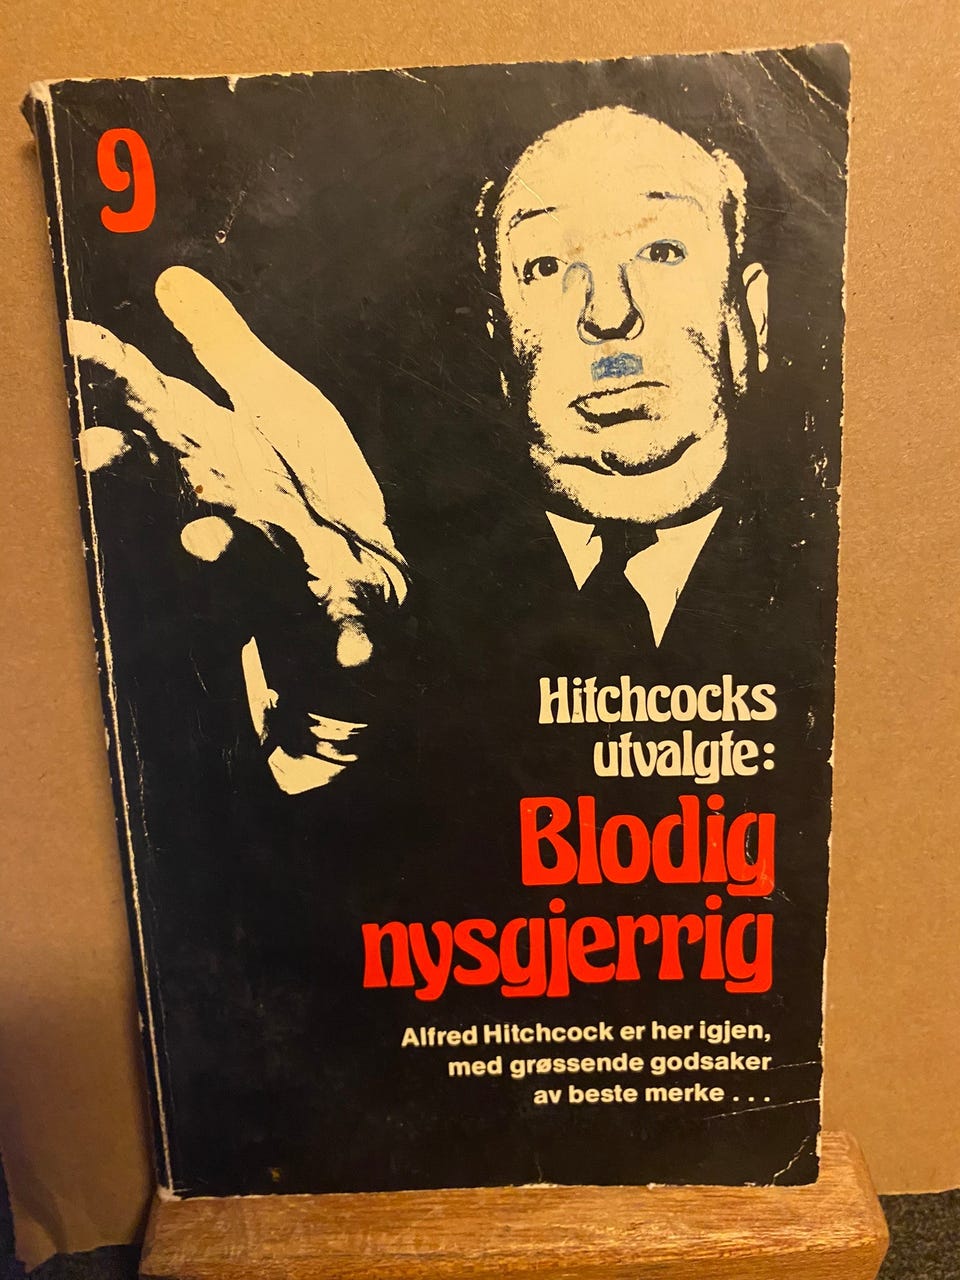 9
Hitchcocks
utvalgte:
Blodig
nysgjerrig
Alfred Hitchcock er her igjen,
med grøssende godsaker
av beste merke . . .